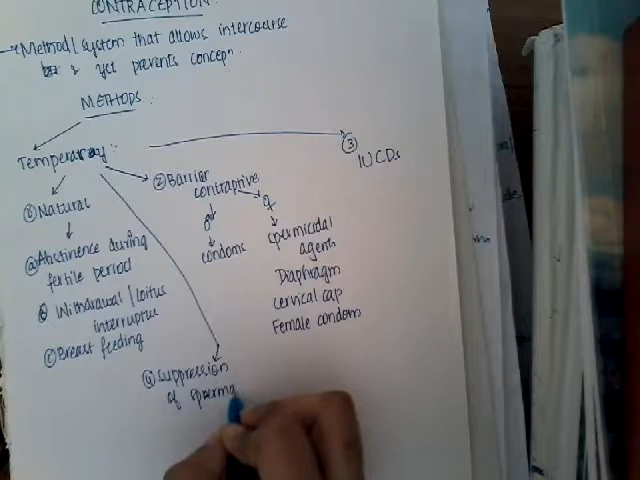 CONTRACEPTION
→ Method/system that allows intercourse
& yet prevents concepn.
METHODS:
Temporary:-
③
IUCDs
② Barrier
contraptive
① Natural
♂
♀
condoms
spermicidal
agents
Diaphragm
Cervical cap
Female condom
ⓐ Abstinence during
fertile period
ⓑ Withdrawal/Coitus
interruptus
ⓒ Breast feeding
④ Suppression
of sperma